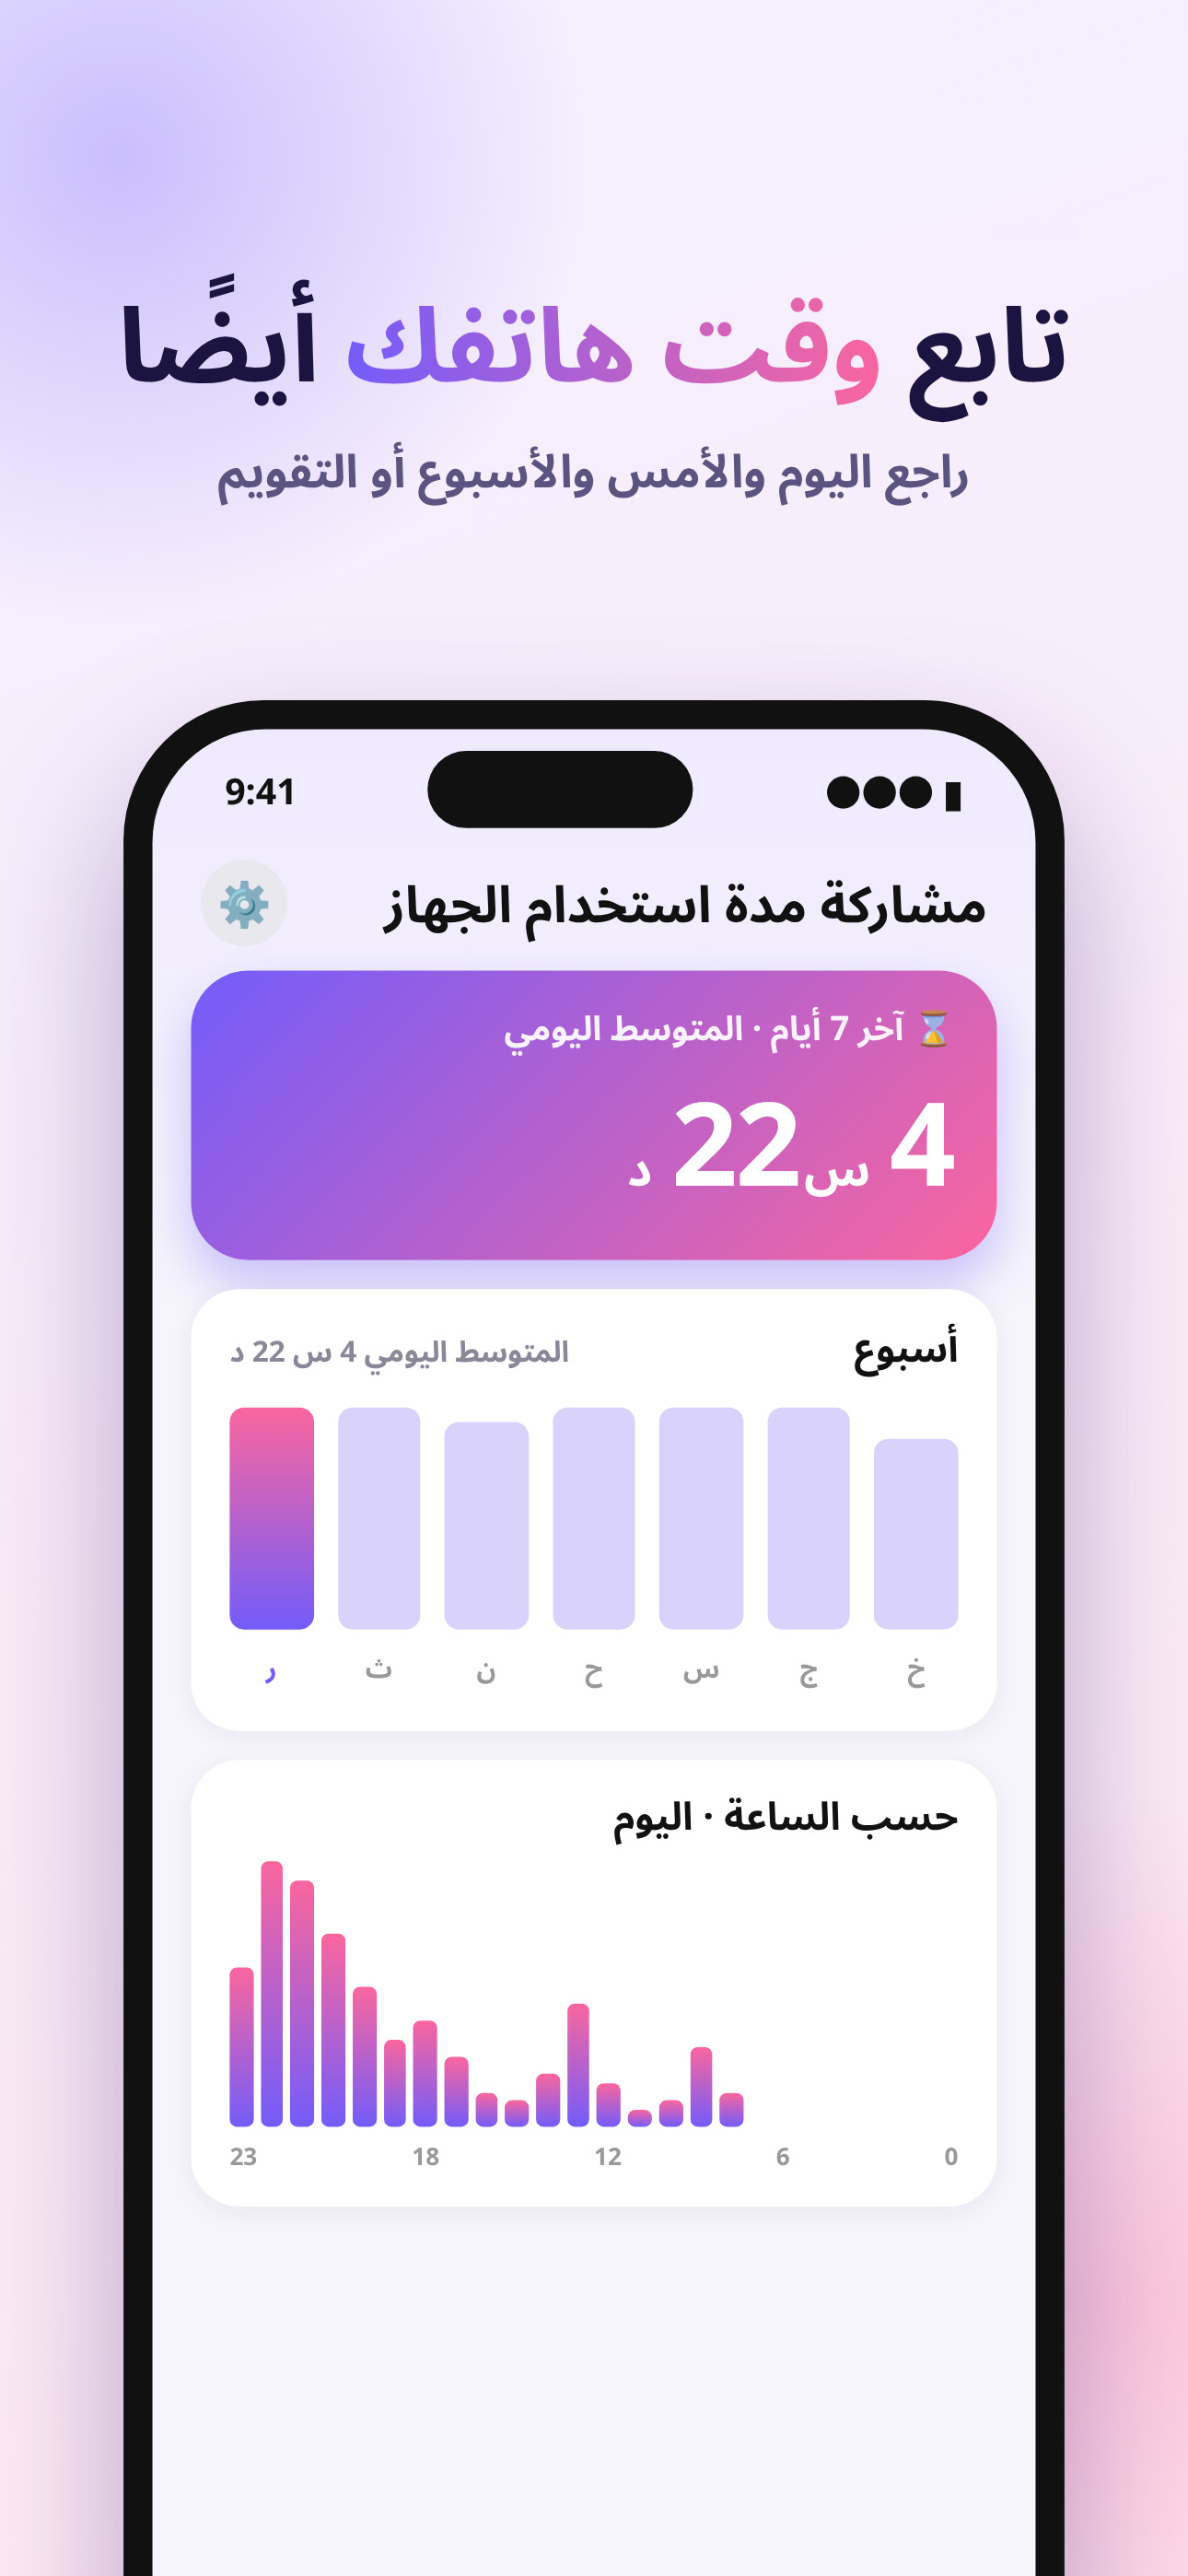 تابع وقت هاتفك أيضًا
راجع اليوم والأمس والأسبوع أو التقويم
9:41
مشاركة مدة استخدام الجهاز
⌛ آخر 7 أيام · المتوسط اليومي
4 س 22 د
أسبوع
المتوسط اليومي 4 س 22 د
خ ج س ح ن ث ر
حسب الساعة · اليوم
0 6 12 18 23